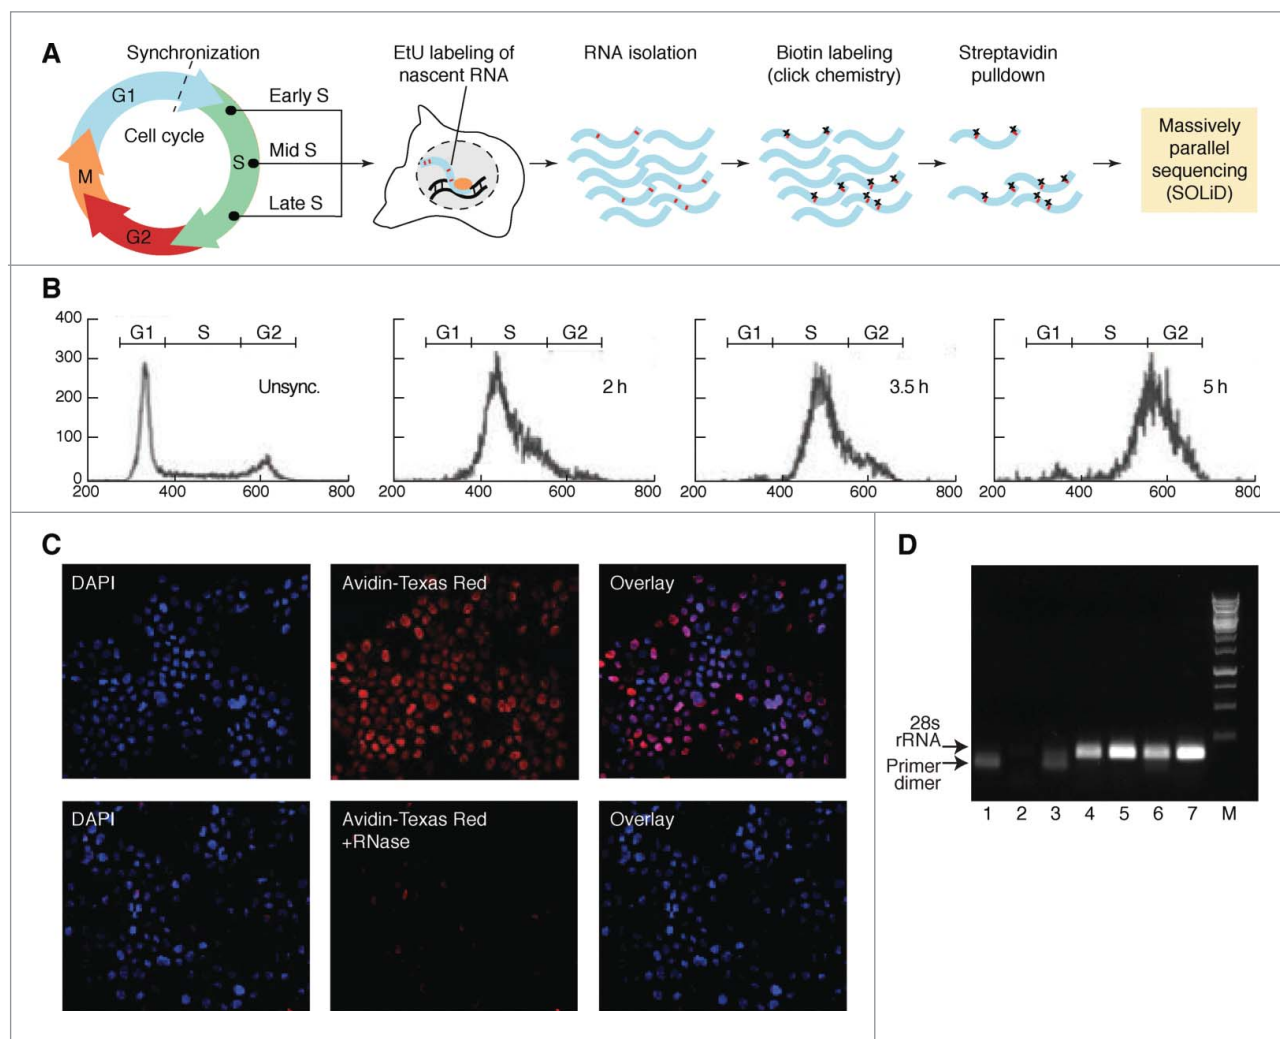 A
Synchronization
G1
Cell cycle
S
M
G2
Early S
Mid S
Late S
EtU labeling of
nascent RNA
RNA isolation
Biotin labeling
(click chemistry)
Streptavidin
pulldown
Massively
parallel
sequencing
(SOLiD)
B
400
300
200
100
0
G1 S G2
Unsync.
200 400 600 800
G1 S G2
2 h
200 400 600 800
G1 S G2
3.5 h
200 400 600 800
G1 S G2
5 h
200 400 600 800
C
DAPI
Avidin-Texas Red
Overlay
DAPI
Avidin-Texas Red
+RNase
Overlay
D
28s
rRNA
Primer
dimer
1 2 3 4 5 6 7 M